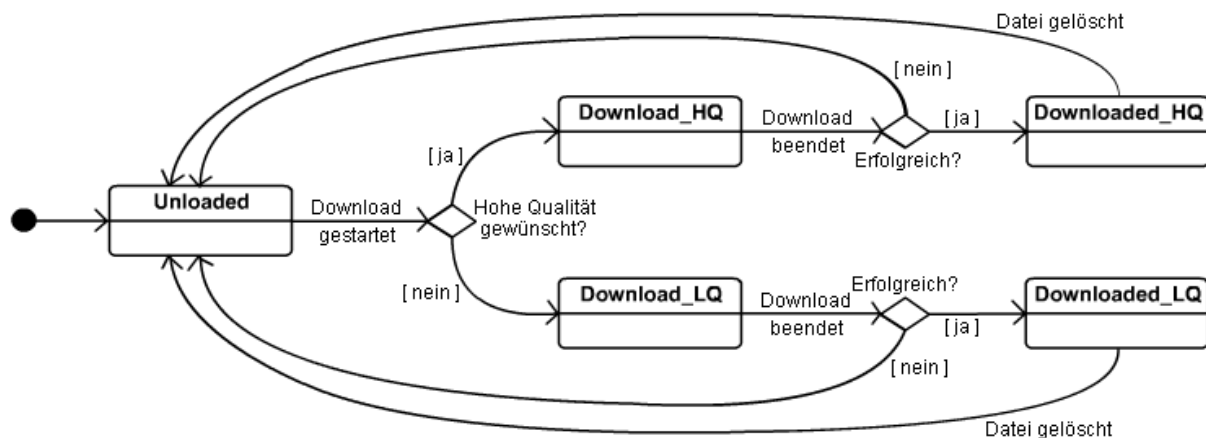 Datei gelöscht
[ nein ]
Download_HQ
Download
beendet
[ ja ]
Downloaded_HQ
Erfolgreich?
[ ja ]
Unloaded
Download
gestartet
Hohe Qualität
gewünscht?
[ nein ]
Download_LQ
Download
beendet
Erfolgreich?
[ ja ]
Downloaded_LQ
[ nein ]
Datei gelöscht